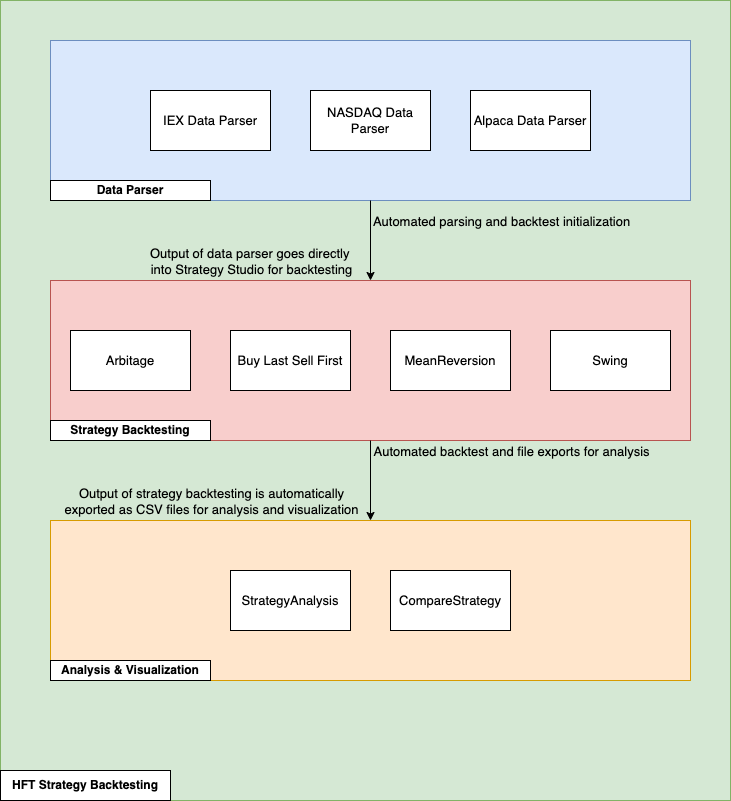 IEX Data Parser
NASDAQ Data
Parser
Alpaca Data Parser
Data Parser
Automated parsing and backtest initialization
Output of data parser goes directly
into Strategy Studio for backtesting
Arbitage
Buy Last Sell First
MeanReversion
Swing
Strategy Backtesting
Automated backtest and file exports for analysis
Output of strategy backtesting is automatically
exported as CSV files for analysis and visualization
StrategyAnalysis
CompareStrategy
Analysis & Visualization
HFT Strategy Backtesting